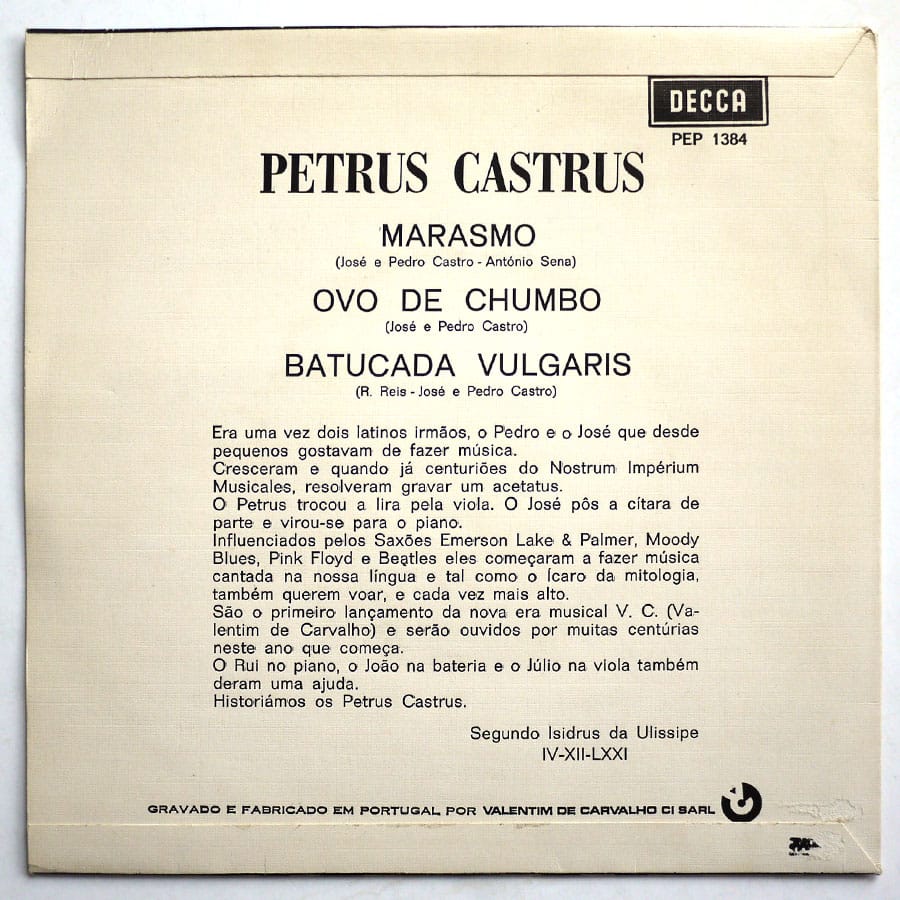 DECCA
PEP 1384
PETRUS CASTRUS
MARASMO
(José e Pedro Castro - António Sena)
OVO DE CHUMBO
(José e Pedro Castro)
BATUCADA VULGARIS
(R. Reis - José e Pedro Castro)
Era uma vez dois latinos irmãos, o Pedro e o José que desde
pequenos gostavam de fazer música.
Cresceram e quando já centuriões do Nostrum Impérium
Musicales, resolveram gravar um acetatus.
O Petrus trocou a lira pela viola. O José pôs a cítara de
parte e virou-se para o piano.
Influenciados pelos Saxões Emerson Lake & Palmer, Moody
Blues, Pink Floyd e Beatles eles começaram a fazer música
cantada na nossa língua e tal como o Ícaro da mitologia,
também querem voar, e cada vez mais alto.
São o primeiro lançamento da nova era musical V. C. (Va-
lentim de Carvalho) e serão ouvidos por muitas centúrias
neste ano que começa.
O Rui no piano, o João na bateria e o Júlio na viola também
deram uma ajuda.
Historiámos os Petrus Castrus.
Segundo Isidrus da Ulissipe
IV-XII-LXXI
GRAVADO E FABRICADO EM PORTUGAL POR VALENTIM DE CARVALHO CI SARL